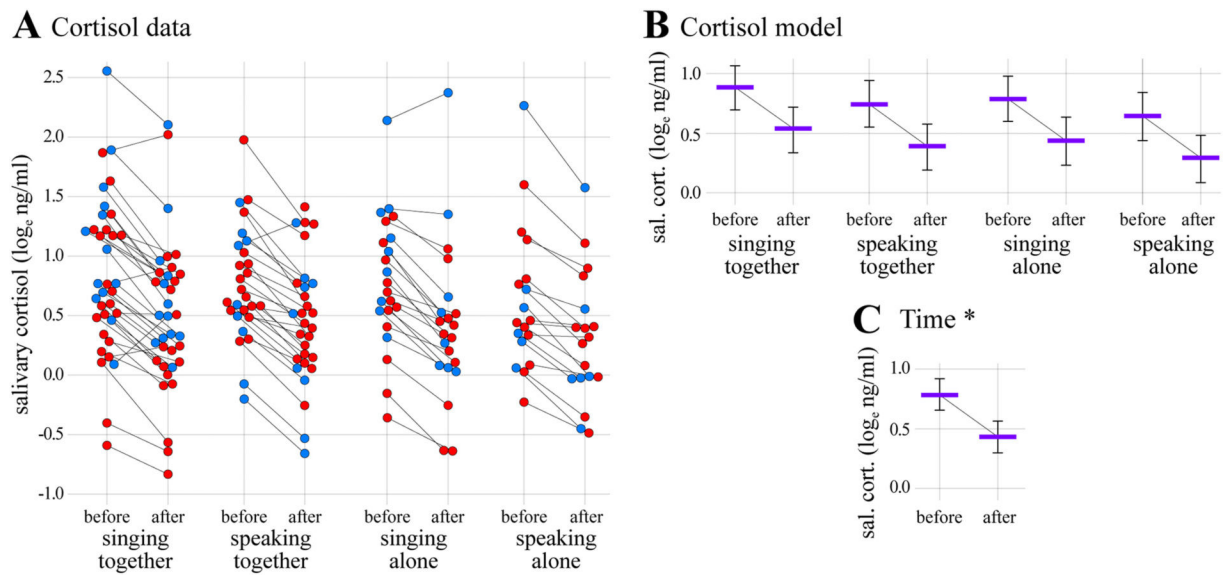 A Cortisol data
salivary cortisol (logₑ ng/ml)
2.5
2.0
1.5
1.0
0.5
0.0
-0.5
-1.0
before after before after before after before after
singing together
speaking together
singing alone
speaking alone
B Cortisol model
sal. cort. (logₑ ng/ml)
1.0
0.5
0.0
before after before after before after before after
singing together
speaking together
singing alone
speaking alone
C Time *
sal. cort. (logₑ ng/ml)
1.0
0.5
0.0
before after